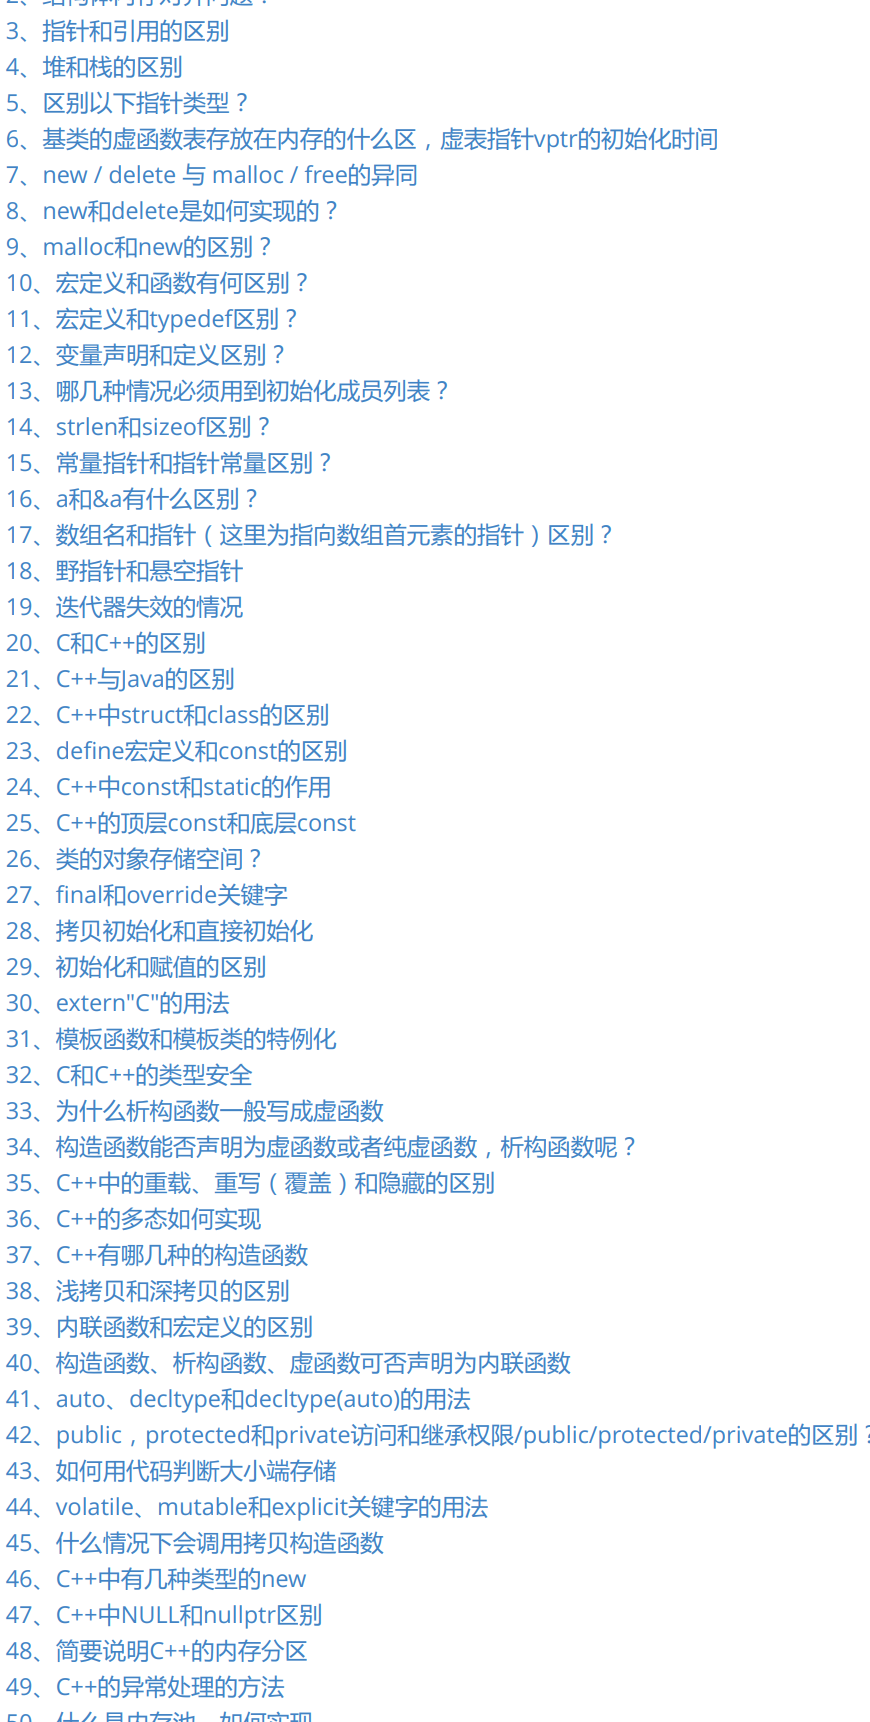 3、指针和引用的区别
4、堆和栈的区别
5、区别以下指针类型？
6、基类的虚函数表存放在内存的什么区，虚表指针vptr的初始化时间
7、new / delete 与 malloc / free的异同
8、new和delete是如何实现的？
9、malloc和new的区别？
10、宏定义和函数有何区别？
11、宏定义和typedef区别？
12、变量声明和定义区别？
13、哪几种情况必须用到初始化成员列表？
14、strlen和sizeof区别？
15、常量指针和指针常量区别？
16、a和&a有什么区别？
17、数组名和指针（这里为指向数组首元素的指针）区别？
18、野指针和悬空指针
19、迭代器失效的情况
20、C和C++的区别
21、C++与Java的区别
22、C++中struct和class的区别
23、define宏定义和const的区别
24、C++中const和static的作用
25、C++的顶层const和底层const
26、类的对象存储空间？
27、final和override关键字
28、拷贝初始化和直接初始化
29、初始化和赋值的区别
30、extern"C"的用法
31、模板函数和模板类的特例化
32、C和C++的类型安全
33、为什么析构函数一般写成虚函数
34、构造函数能否声明为虚函数或者纯虚函数，析构函数呢？
35、C++中的重载、重写（覆盖）和隐藏的区别
36、C++的多态如何实现
37、C++有哪几种的构造函数
38、浅拷贝和深拷贝的区别
39、内联函数和宏定义的区别
40、构造函数、析构函数、虚函数可否声明为内联函数
41、auto、decltype和decltype(auto)的用法
42、public，protected和private访问和继承权限/public/protected/private的区别？
43、如何用代码判断大小端存储
44、volatile、mutable和explicit关键字的用法
45、什么情况下会调用拷贝构造函数
46、C++中有几种类型的new
47、C++中NULL和nullptr区别
48、简要说明C++的内存分区
49、C++的异常处理的方法